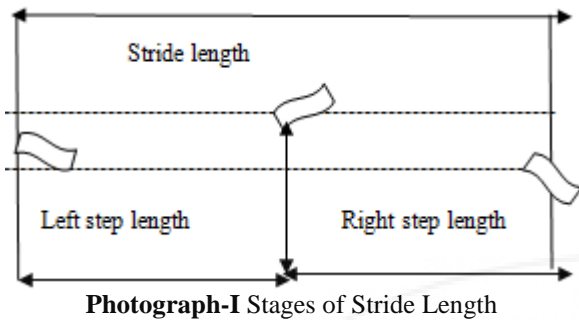 Stride length
Left step length
Right step length
Photograph-I Stages of Stride Length